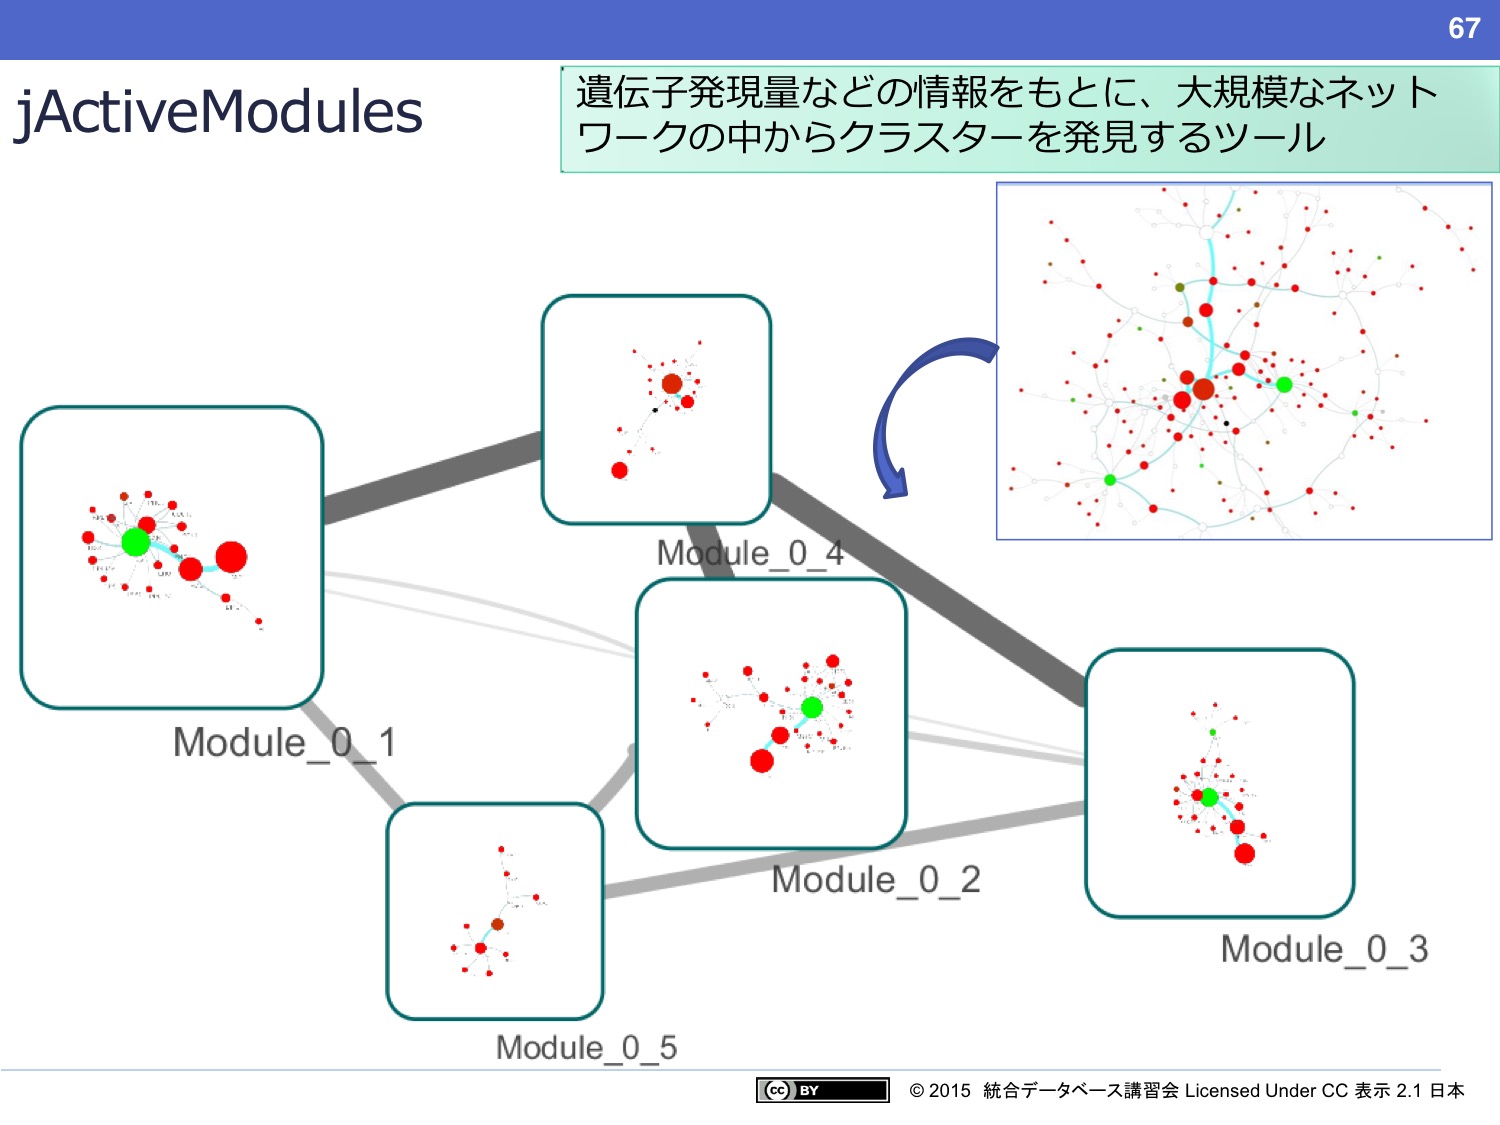 67
jActiveModules
遺伝子発現量などの情報をもとに、大規模なネット
ワークの中からクラスターを発見するツール
Module_0_4
Module_0_1
Module_0_2
Module_0_3
Module_0_5
cc BY
© 2015 統合データベース講習会 Licensed Under CC 表示 2.1 日本